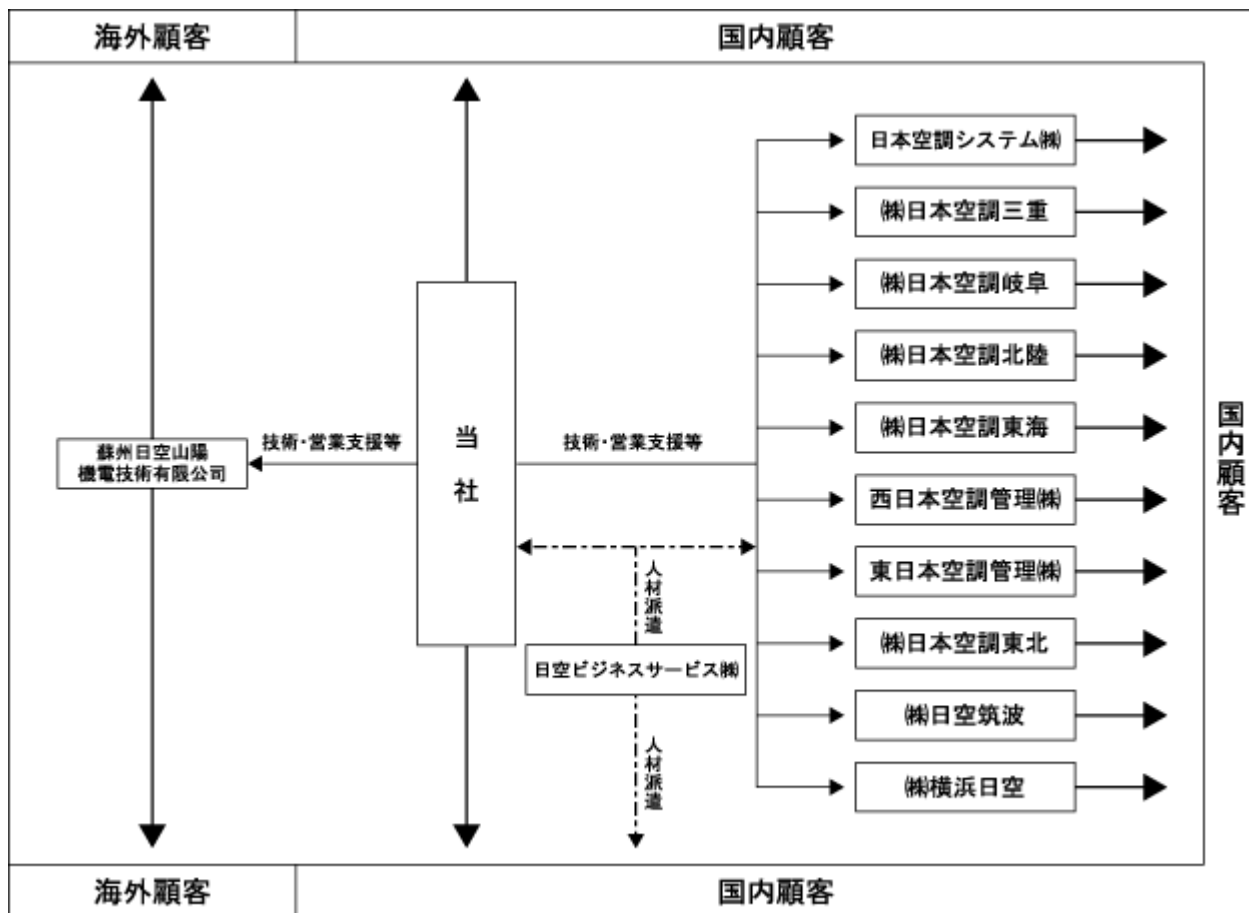 海外顧客
国内顧客
日本空調システム㈱
㈱日本空調三重
㈱日本空調岐阜
㈱日本空調北陸
㈱日本空調東海
西日本空調管理㈱
東日本空調管理㈱
㈱日本空調東北
㈱日空筑波
㈱横浜日空
蘇州日空山陽
機電技術有限公司
技術・営業支援等
当社
技術・営業支援等
人材派遣
日空ビジネスサービス㈱
人材派遣
国内顧客
海外顧客
国内顧客